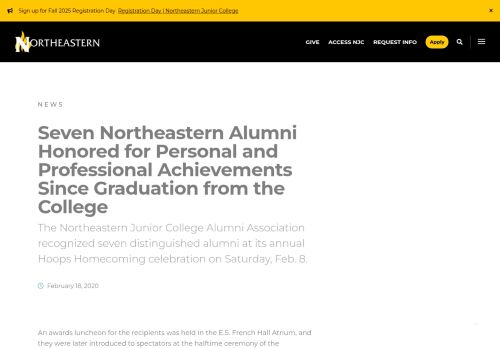 Sign up for Fall 2025 Registration Day Registration Day | Northeastern Junior College ×
NORTHEASTERN GIVE ACCESS NJC REQUEST INFO Apply
NEWS
Seven Northeastern Alumni
Honored for Personal and
Professional Achievements
Since Graduation from the
College
The Northeastern Junior College Alumni Association
recognized seven distinguished alumni at its annual
Hoops Homecoming celebration on Saturday, Feb. 8.
February 18, 2020
An awards luncheon for the recipients was held in the E.S. French Hall Atrium, and
they were later introduced to spectators at the halftime ceremony of the